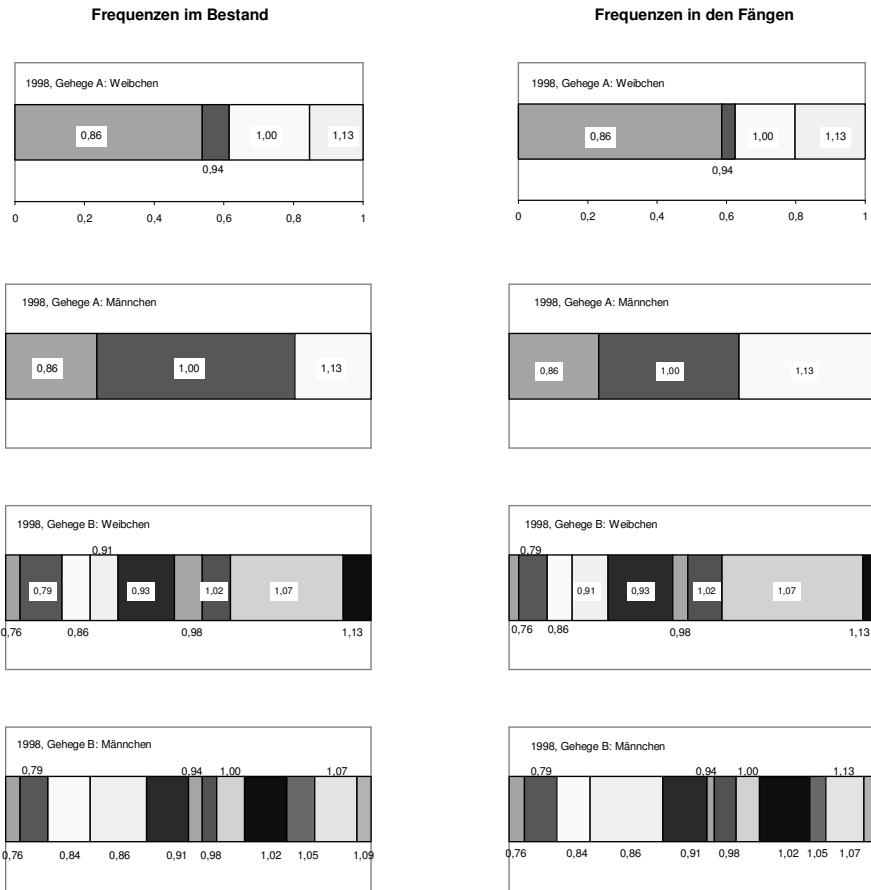 Frequenzen im Bestand
Frequenzen in den Fängen
1998, Gehege A: Weibchen
0,86 1,00 1,13
0,94
0 0,2 0,4 0,6 0,8 1
1998, Gehege A: Weibchen
0,86 1,00 1,13
0,94
0 0,2 0,4 0,6 0,8 1
1998, Gehege A: Männchen
0,86 1,00 1,13
1998, Gehege A: Männchen
0,86 1,00 1,13
1998, Gehege B: Weibchen
0,91
0,79 0,93 1,02 1,07
0,76 0,86 0,98 1,13
1998, Gehege B: Weibchen
0,79
0,91 0,93 1,02 1,07
0,76 0,86 0,98 1,13
1998, Gehege B: Männchen
0,79 0,94 1,00 1,07
0,76 0,84 0,86 0,91 0,98 1,02 1,05 1,09
1998, Gehege B: Männchen
0,79 0,94 1,00 1,13
0,76 0,84 0,86 0,91 0,98 1,02 1,05 1,07